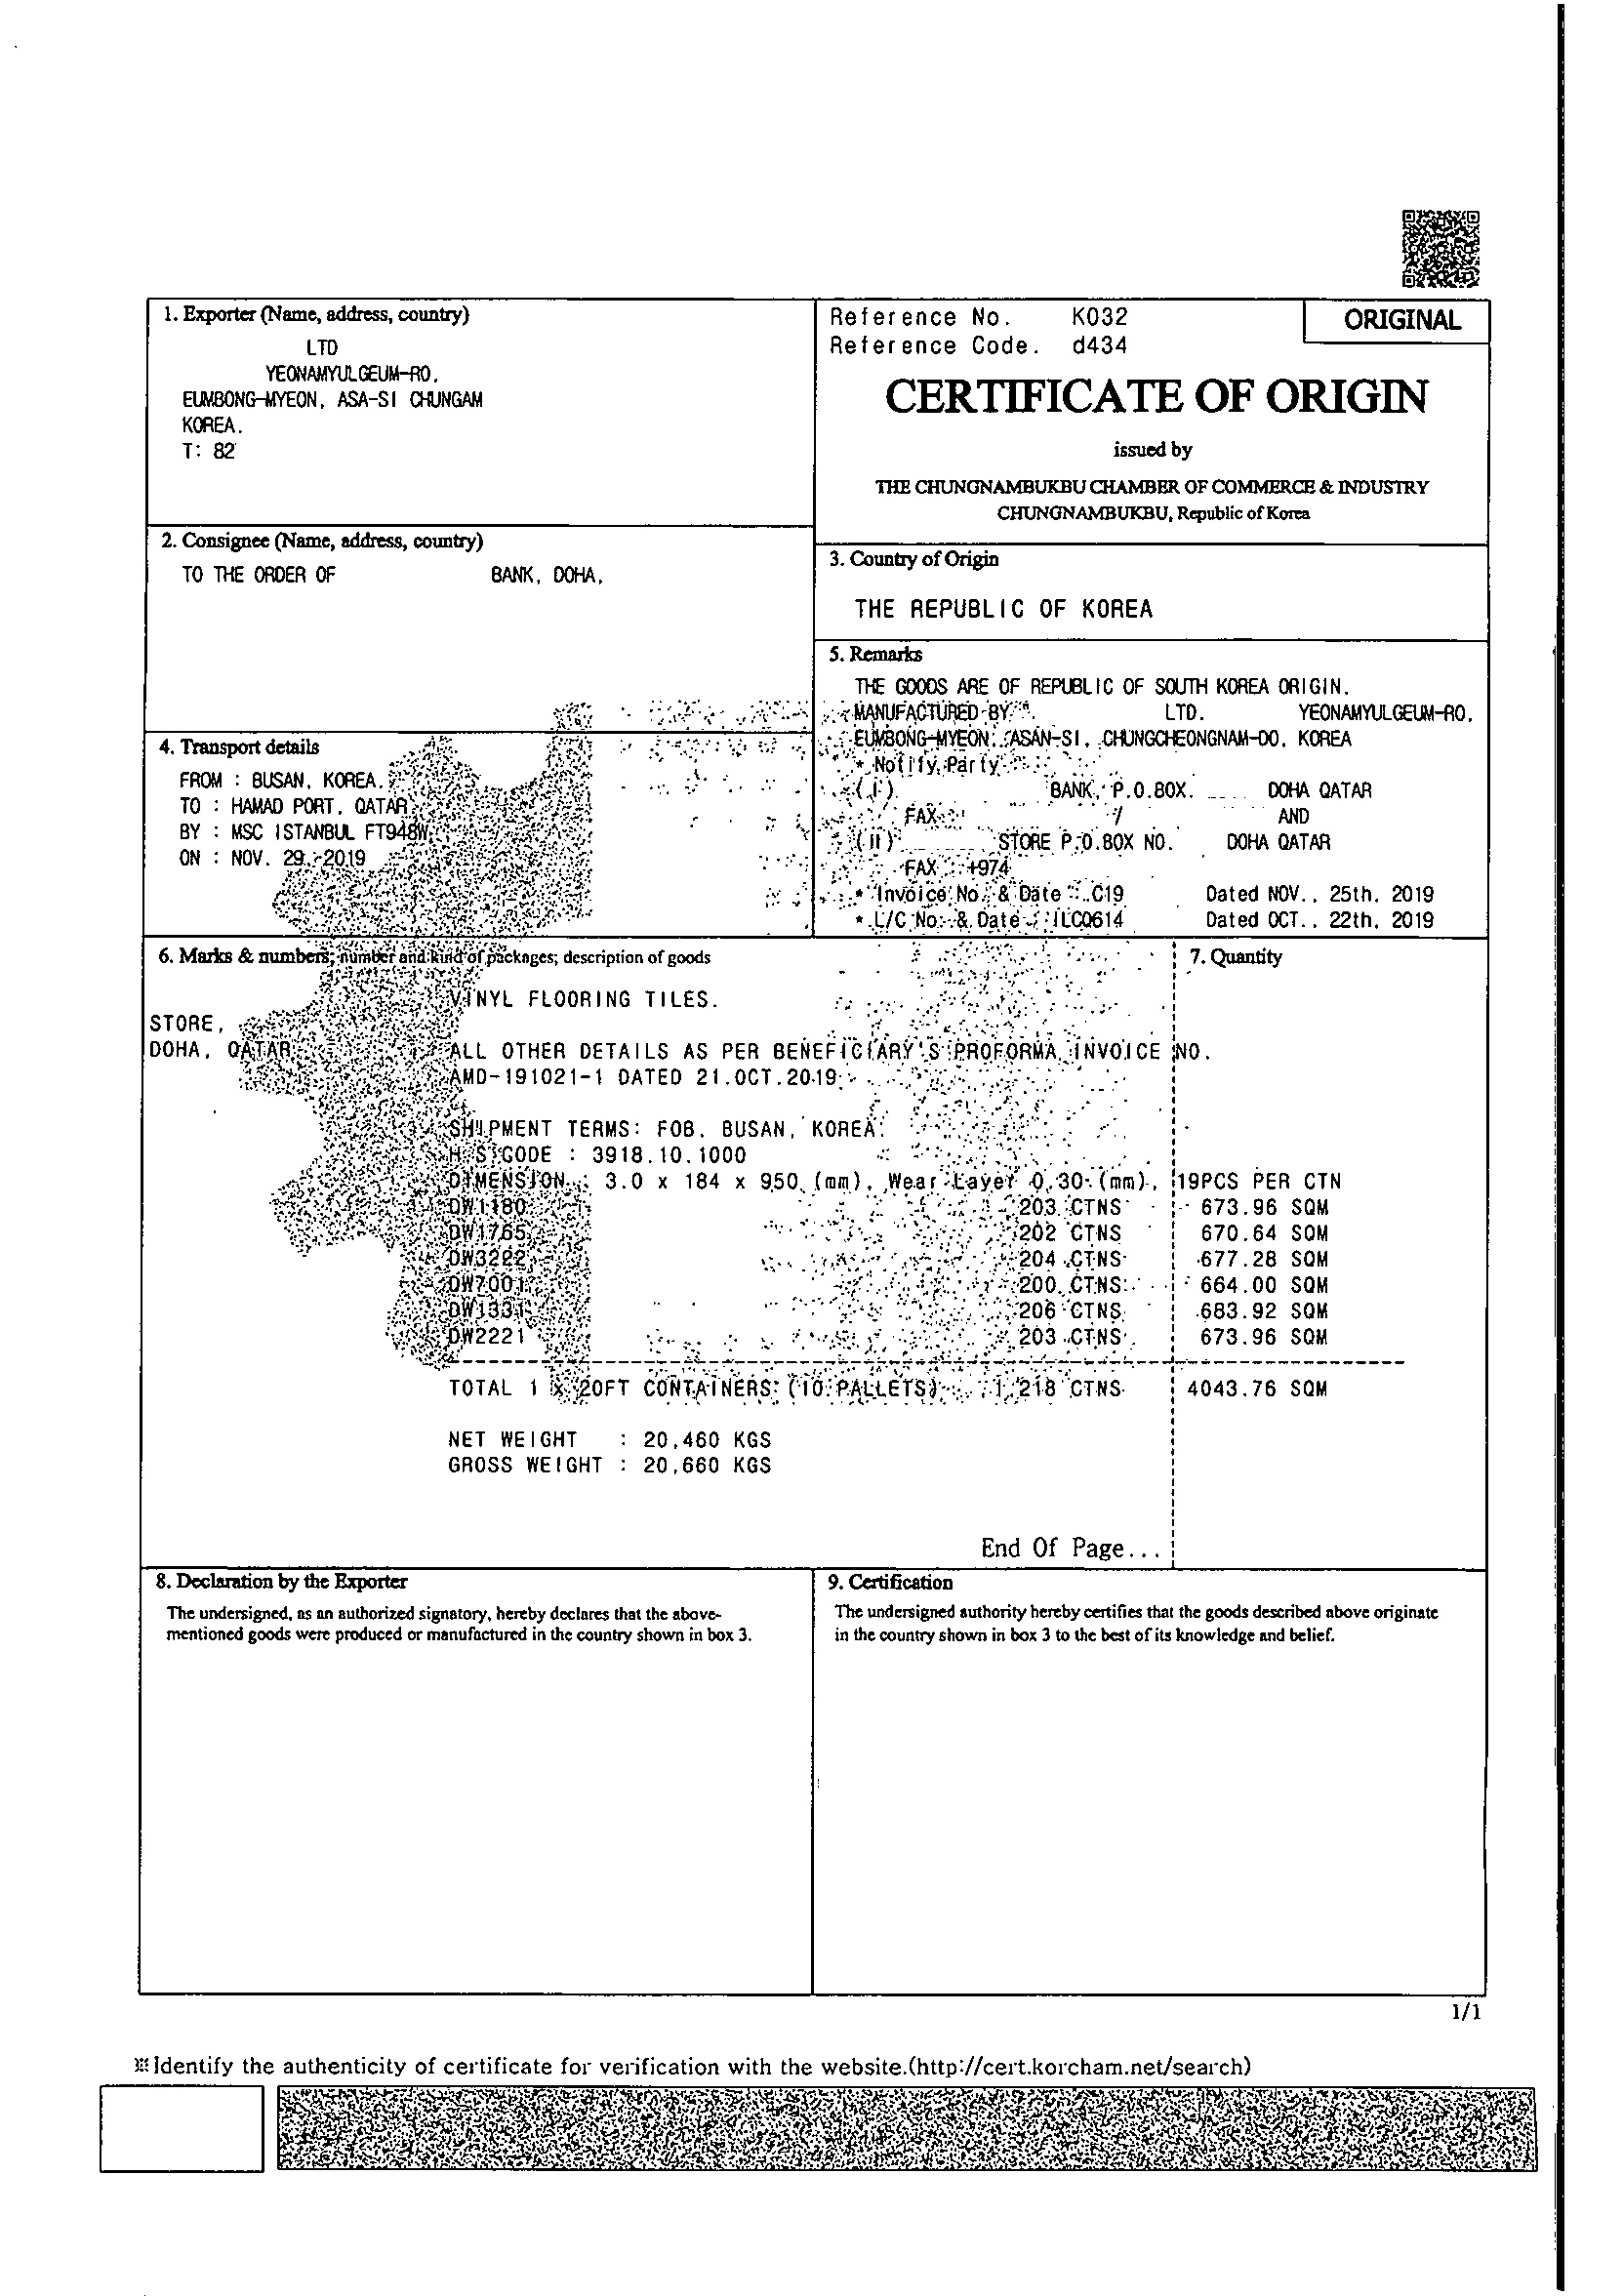 1. Exporter (Name, address, country)
LTD
YEONAMYULGEUM-RO,
EUMBONG-MYEON, ASA-SI CHUNGAM
KOREA.
T: 82
Reference No. K032
Reference Code. d434
ORIGINAL
CERTIFICATE OF ORIGIN
issued by
THE CHUNGNAMBUKBU CHAMBER OF COMMERCE & INDUSTRY
CHUNGNAMBUKBU, Republic of Korea
2. Consignee (Name, address, country)
TO THE ORDER OF BANK, DOHA,
3. Country of Origin
THE REPUBLIC OF KOREA
4. Transport details
FROM : BUSAN, KOREA.
TO : HAMAD PORT, QATAR
BY : MSC ISTANBUL FT948W
ON : NOV. 29, 2019
5. Remarks
THE GOODS ARE OF REPUBLIC OF SOUTH KOREA ORIGIN.
MANUFACTURED BY LTD. YEONAMYULGEUM-RO,
EUMBONG-MYEON, ASAN-SI, CHUNGCHEONGNAM-DO, KOREA
* Notify Party
(i) BANK, P.O.BOX. DOHA QATAR
FAX : / AND
(ii) STORE P.O.BOX NO. DOHA QATAR
FAX : +974
* Invoice No. & Date : C19 Dated NOV., 25th, 2019
* L/C No. & Date : ILC0614 Dated OCT., 22th, 2019
6. Marks & numbers; number and kind of packages; description of goods
7. Quantity
VINYL FLOORING TILES.
STORE,
DOHA, QATAR
ALL OTHER DETAILS AS PER BENEFICIARY'S PROFORMA INVOICE NO.
AMD-191021-1 DATED 21.OCT.2019
SHIPMENT TERMS: FOB, BUSAN, KOREA.
H.S CODE : 3918.10.1000
DIMENSION : 3.0 x 184 x 950 (mm), Wear Layer 0.30 (mm), 19PCS PER CTN
DW1180 203 CTNS 673.96 SQM
DW1765 202 CTNS 670.64 SQM
DW3222 204 CTNS 677.28 SQM
DW7001 200 CTNS 664.00 SQM
DW1331 206 CTNS 683.92 SQM
DW2221 203 CTNS 673.96 SQM
TOTAL 1 X 20FT CONTAINERS (10 PALLETS) 1,218 CTNS 4043.76 SQM
NET WEIGHT : 20,460 KGS
GROSS WEIGHT : 20,660 KGS
End Of Page...
8. Declaration by the Exporter
The undersigned, as an authorized signatory, hereby declares that the above-
mentioned goods were produced or manufactured in the country shown in box 3.
9. Certification
The undersigned authority hereby certifies that the goods described above originate
in the country shown in box 3 to the best of its knowledge and belief.
1/1
※Identify the authenticity of certificate for verification with the website.(http://cert.korcham.net/search)